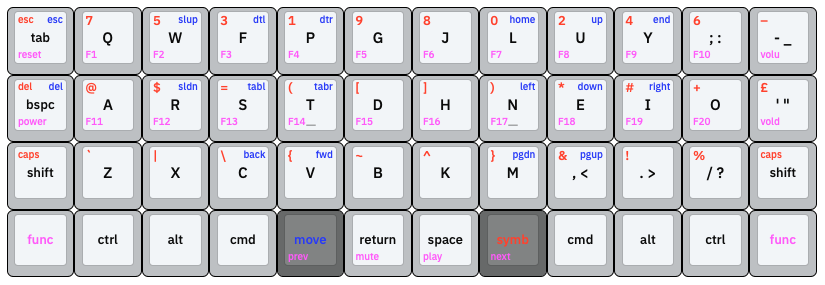 esc esc 7 5 slup 3 dtl 1 dtr 9 8 0 home 2 up 4 end 6 –
tab Q W F P G J L U Y ; : - _
reset F1 F2 F3 F4 F5 F6 F7 F8 F9 F10 volu
del del @ $ sldn = tabl ( tabr [ ] ) left * down # right + £
bspc A R S T D H N E I O ' "
power F11 F12 F13 F14__ F15 F16 F17__ F18 F19 F20 vold
caps ` | \ back { fwd ~ ^ } pgdn & pgup ! % caps
shift Z X C V B K M , < . > / ? shift
func ctrl alt cmd move return space symb cmd alt ctrl func
prev mute play next